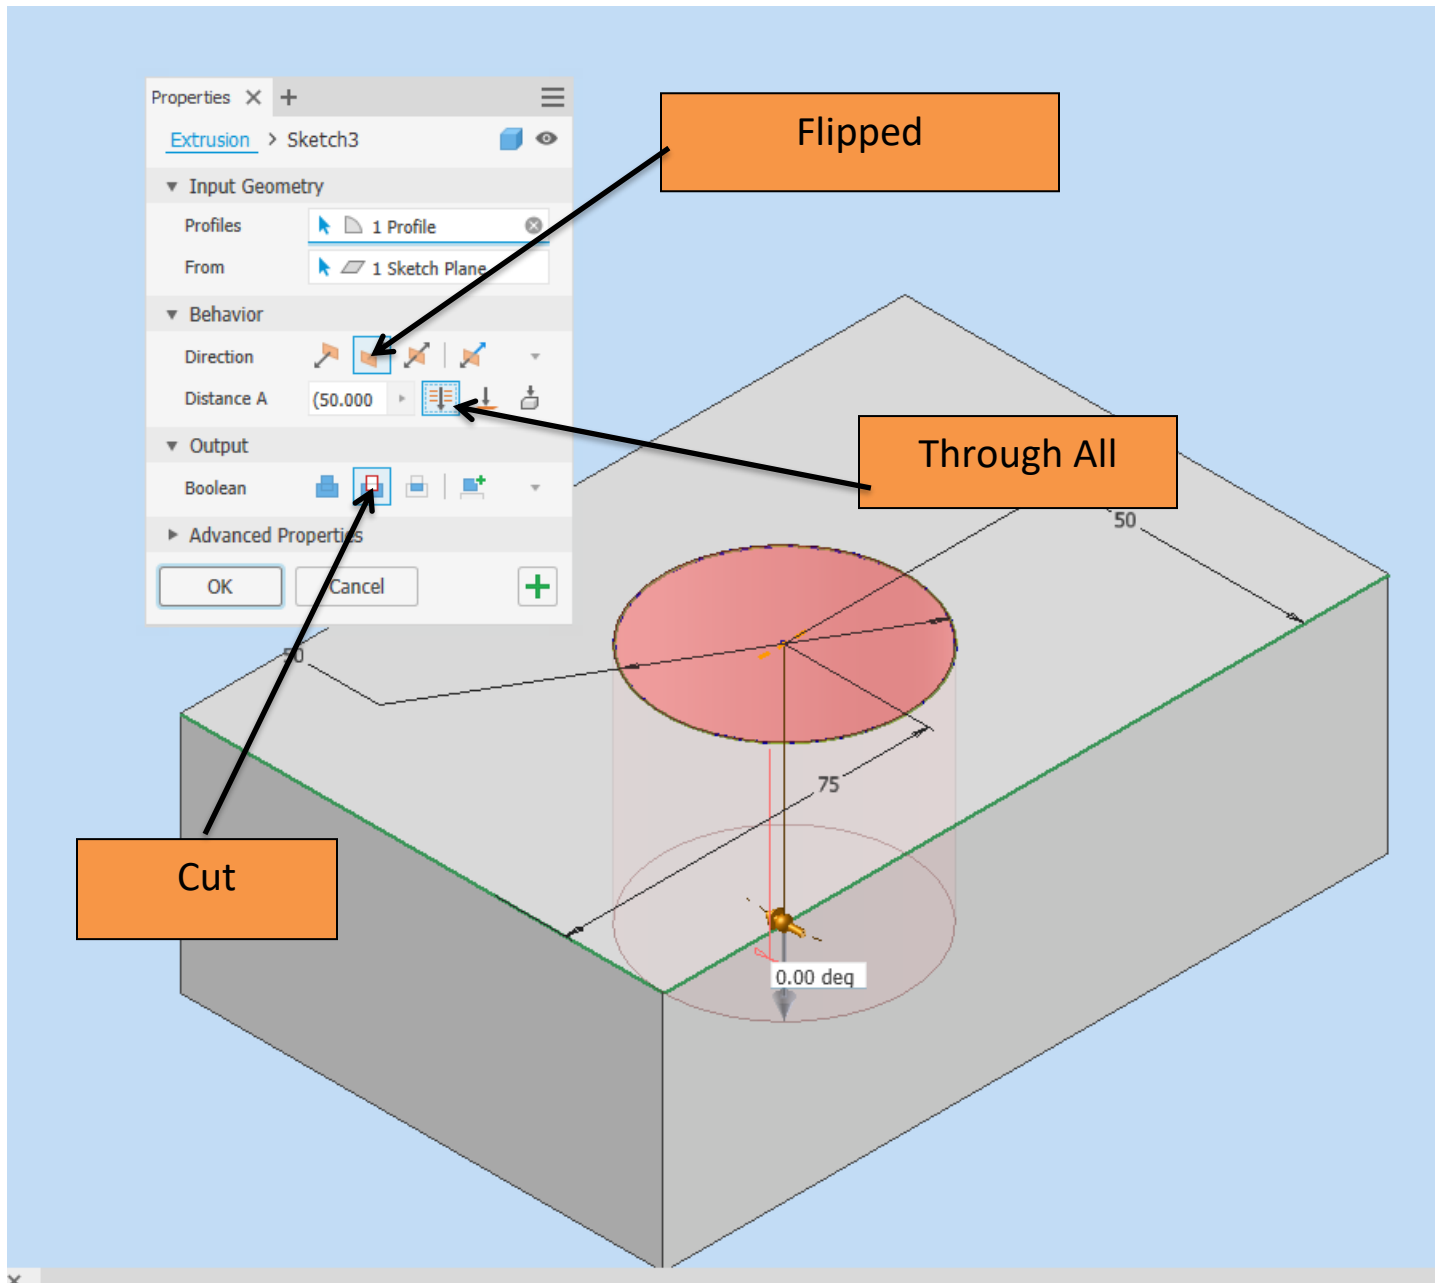 Properties
Extrusion > Sketch3
Input Geometry
Profiles 1 Profile
From 1 Sketch Plane
Behavior
Direction
Distance A (50.000
Output
Boolean
Advanced Properties
OK Cancel
Flipped
Through All
Cut
50
50
75
0.00 deg